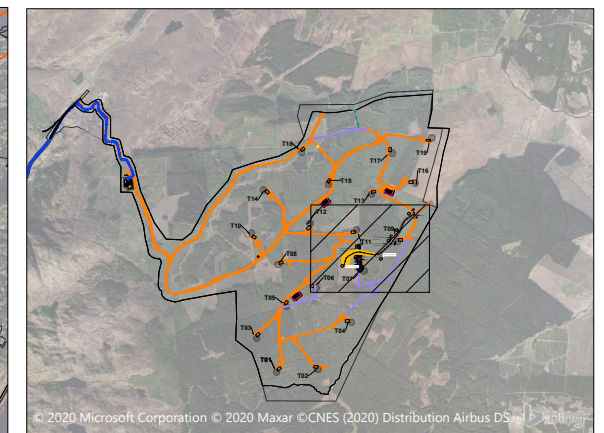 T18
T19
T17
T16
T15
T13
T14
T12
T10
T09
T11
T08
T07
T06
T05
T04
T03
T01
T02
© 2020 Microsoft Corporation © 2020 Maxar ©CNES (2020) Distribution Airbus DS
bing